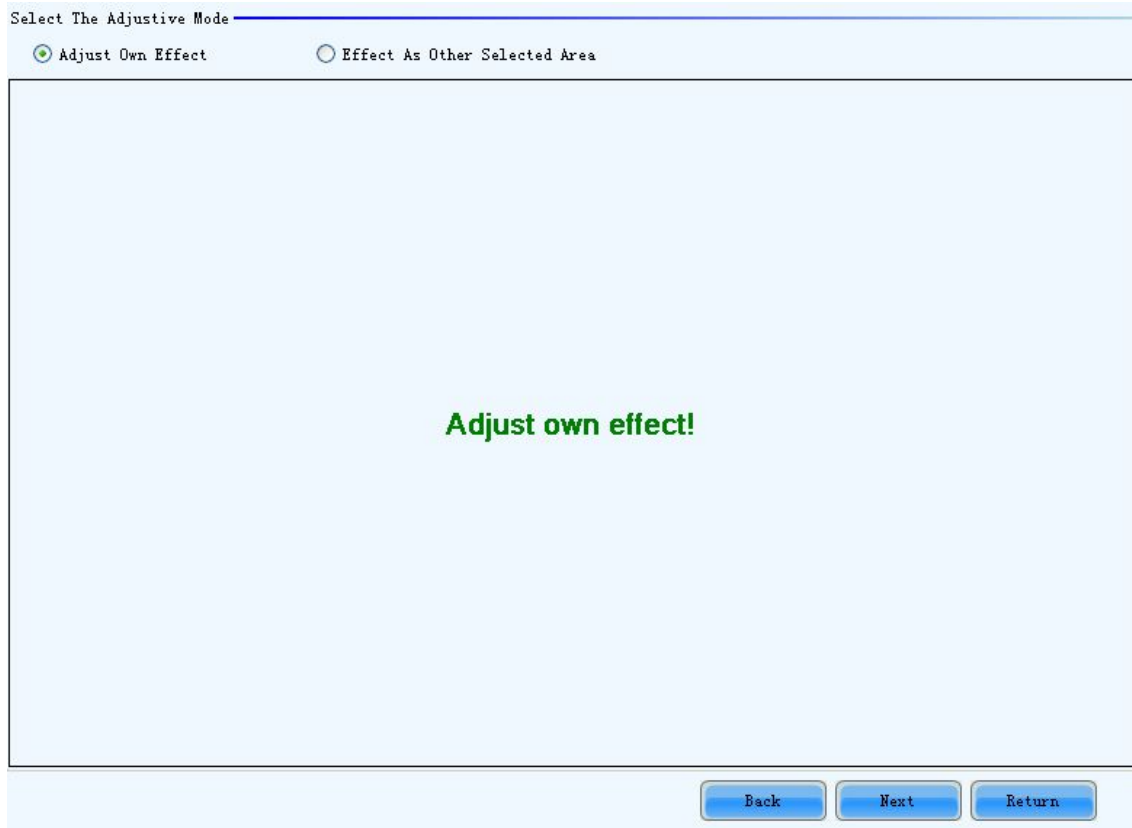 Select The Adjustive Mode
Adjust Own Effect Effect As Other Selected Area
Adjust own effect!
Back Next Return